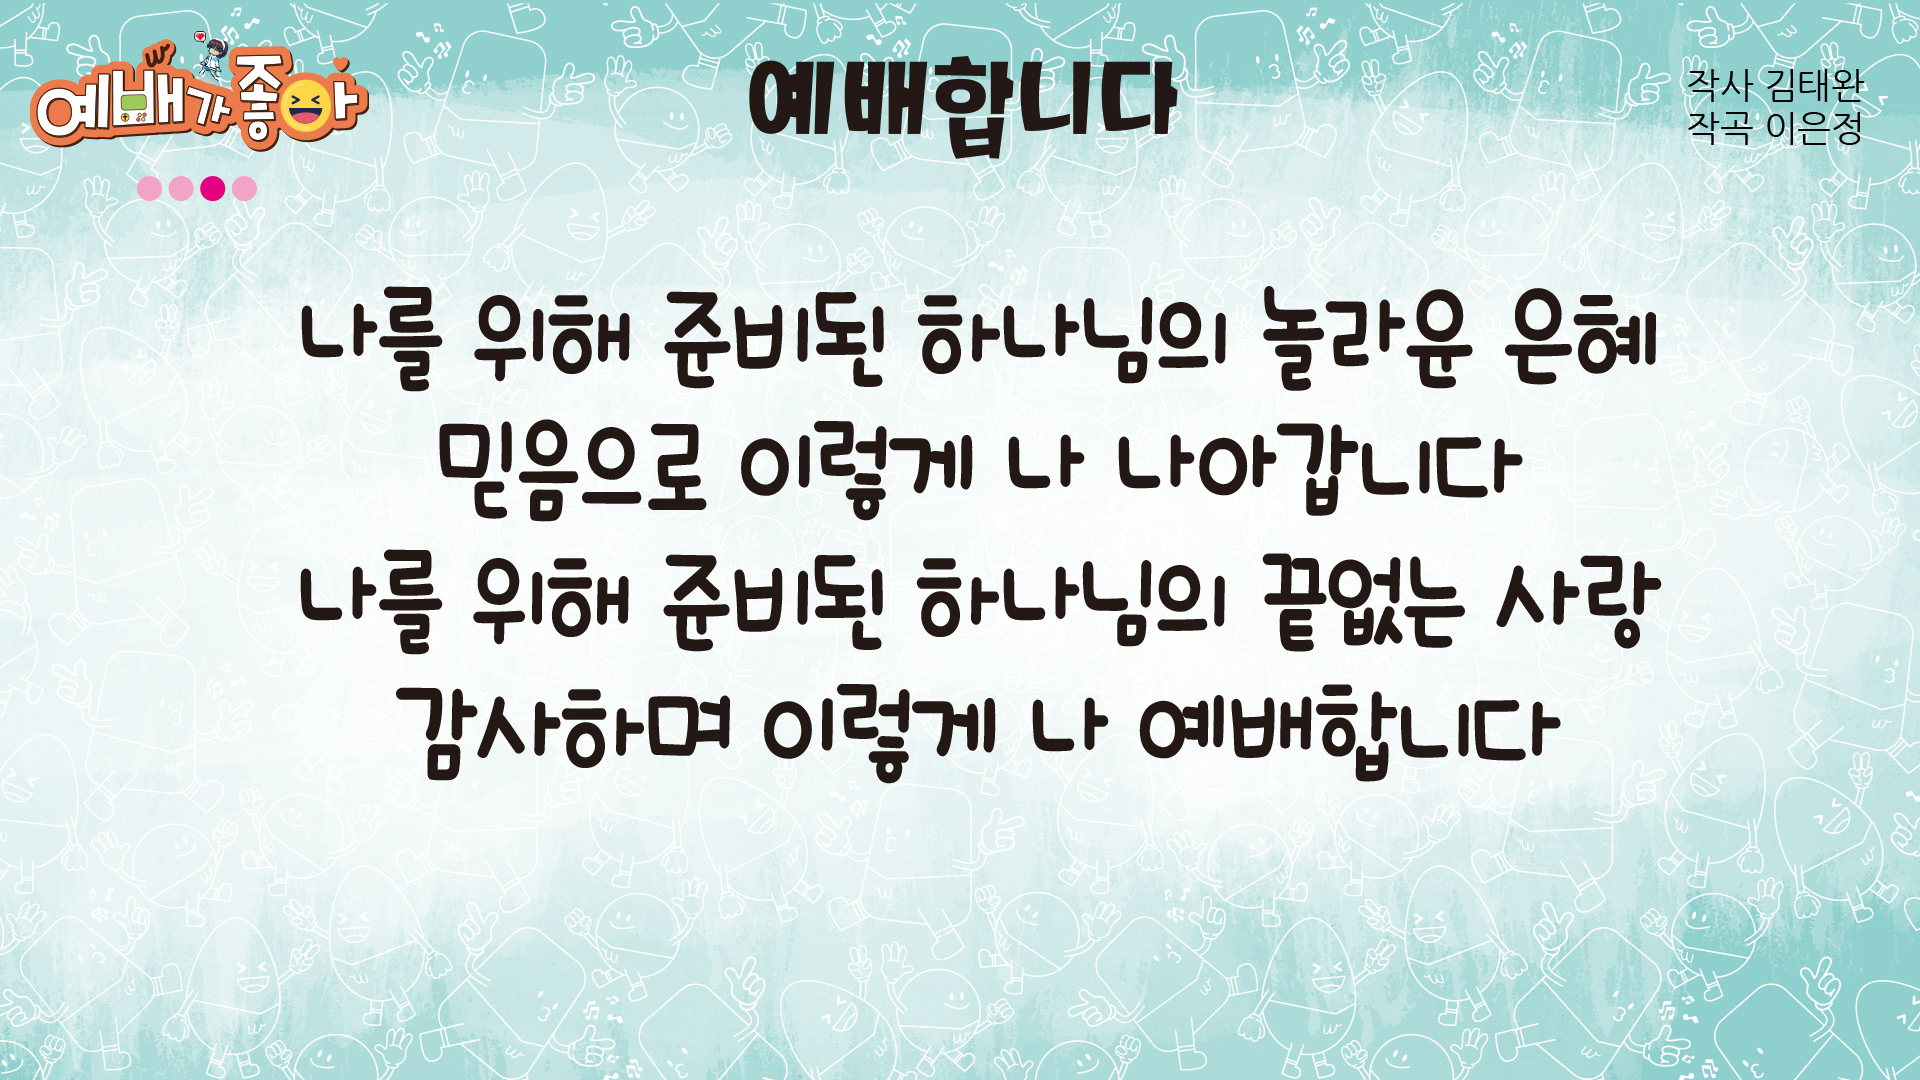 예배가 좋아
예배합니다
작사 김태완
작곡 이은정
나를 위해 준비된 하나님의 놀라운 은혜
믿음으로 이렇게 나 나아갑니다
나를 위해 준비된 하나님의 끝없는 사랑
감사하며 이렇게 나 예배합니다